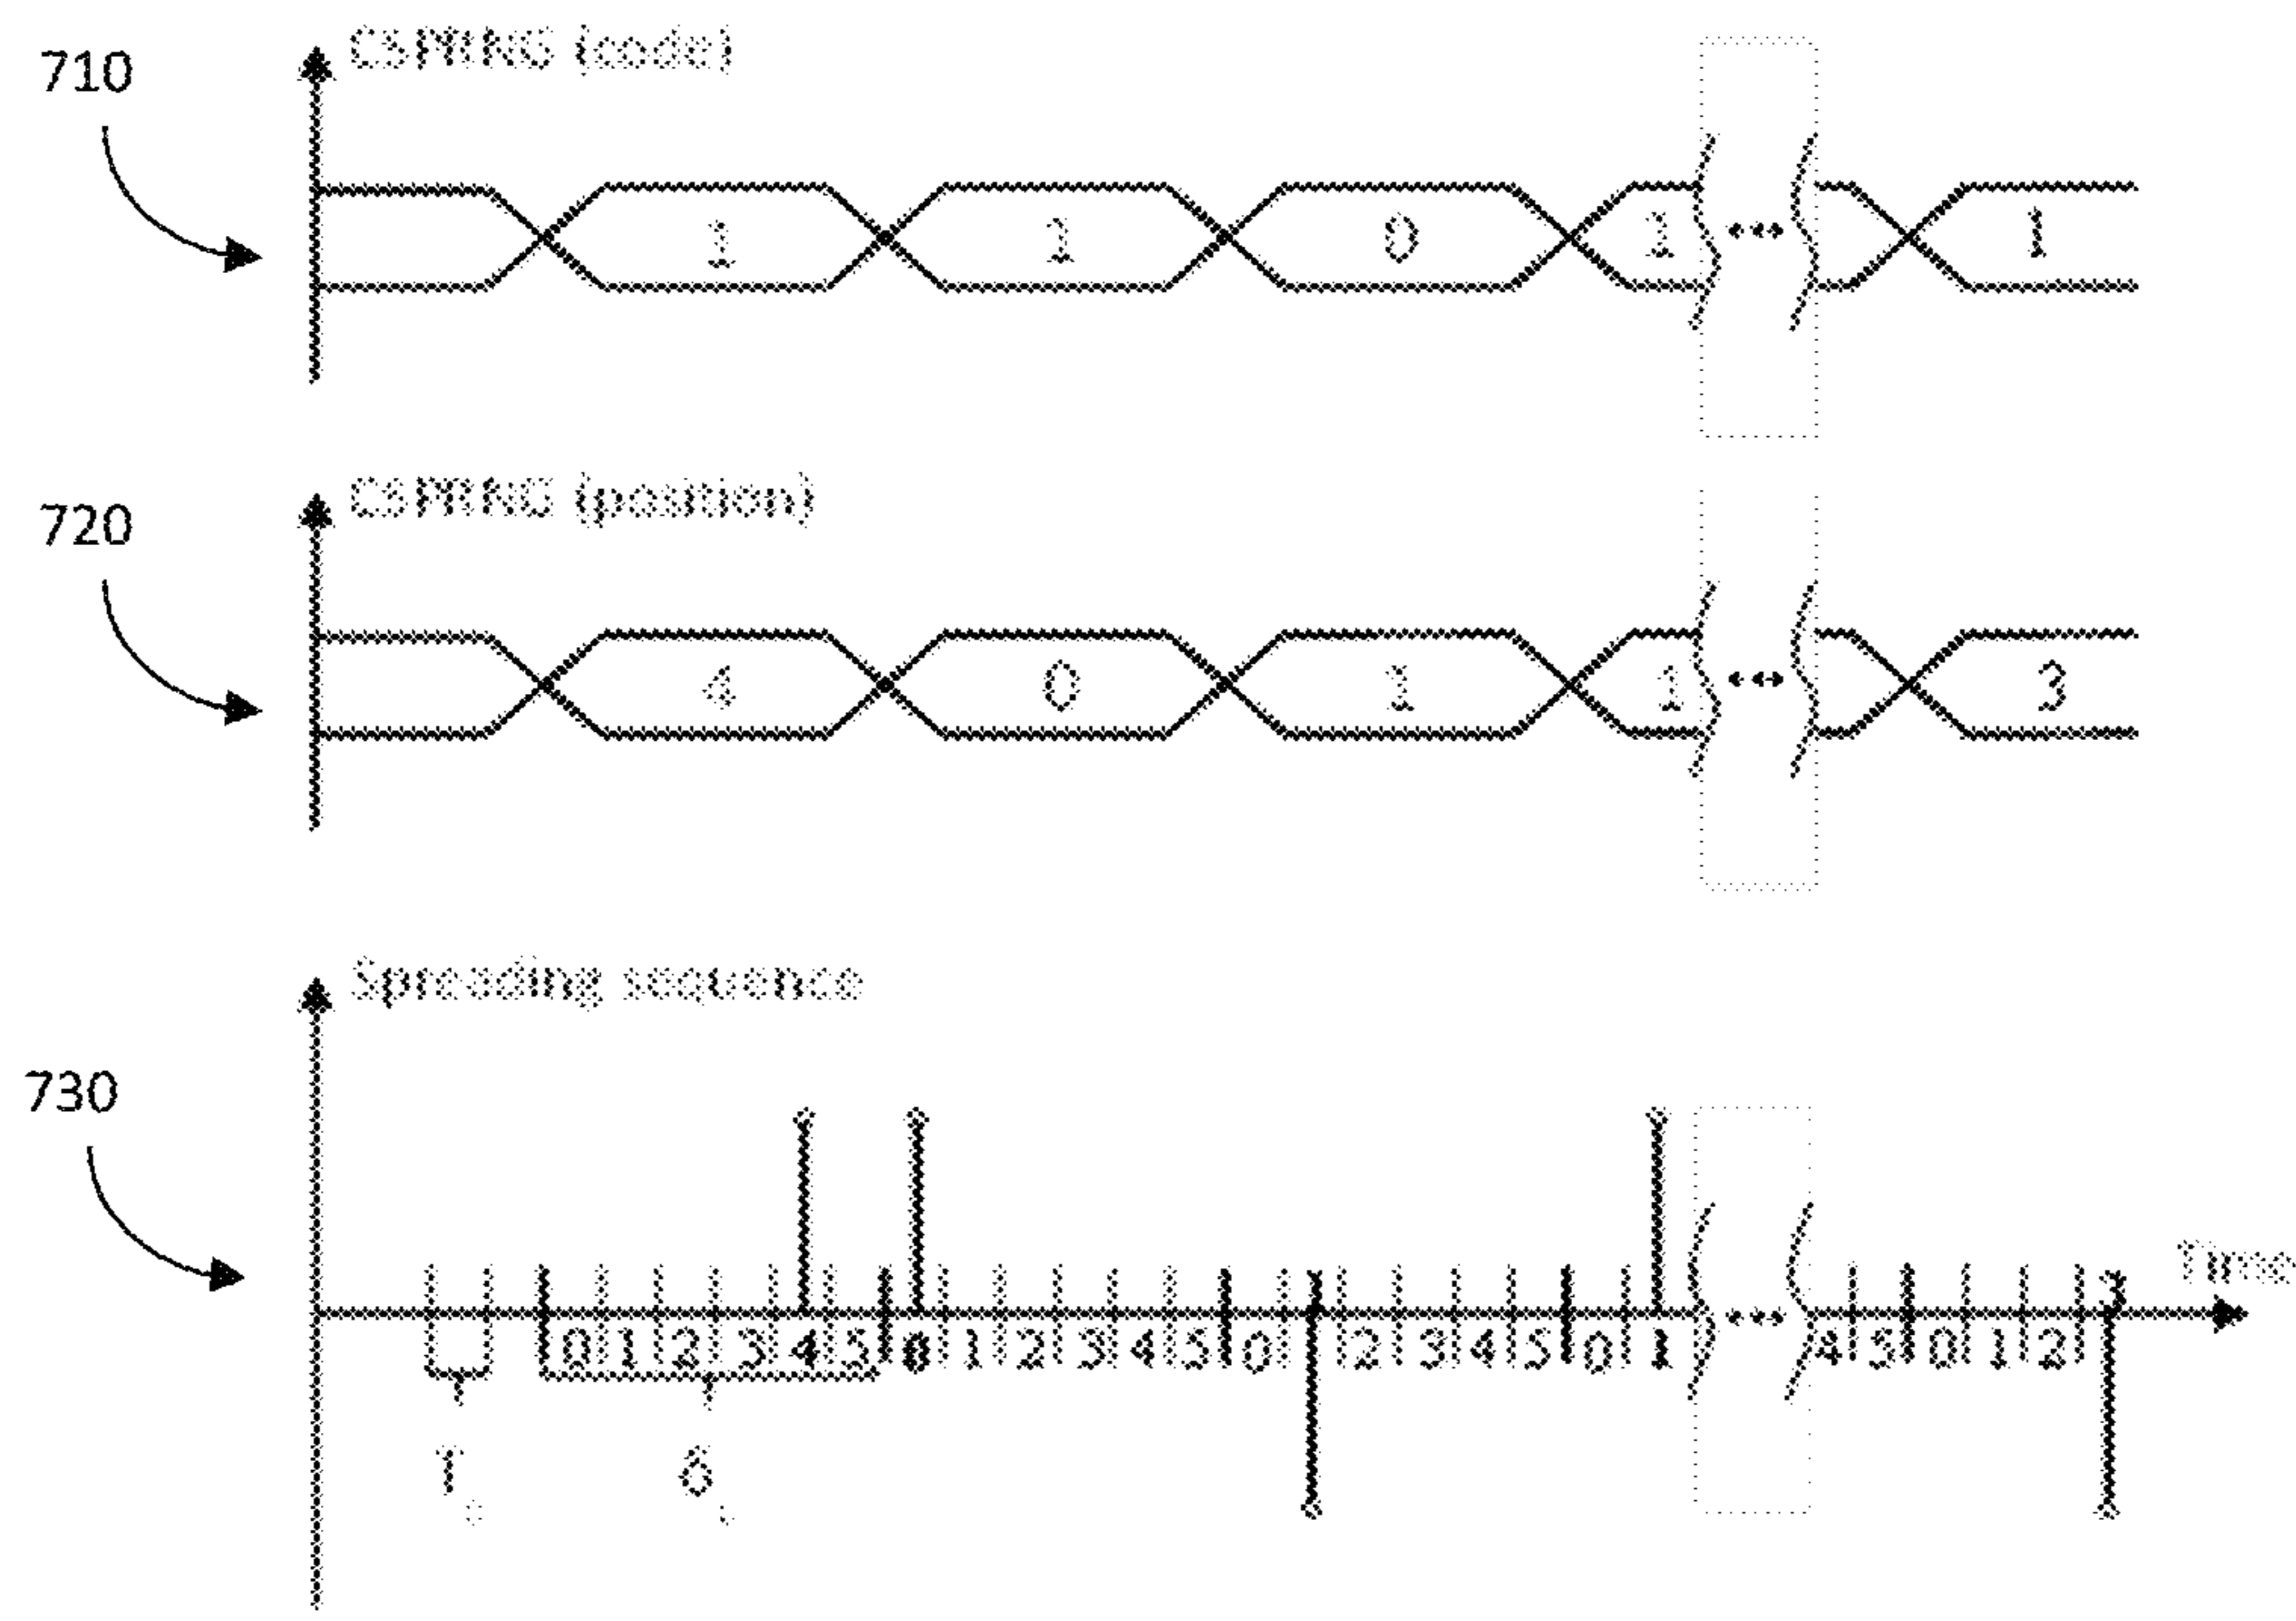 710
CSPRNG (code)
1 1 0 1 ... 1
720
CSPRNG (position)
4 0 1 1 ... 3
730
Spreading sequence
3
Time
0 1 2 3 4 5 0 1 2 3 4 5 0 2 3 4 5 0 1 ... 4 5 0 1 2
T 6